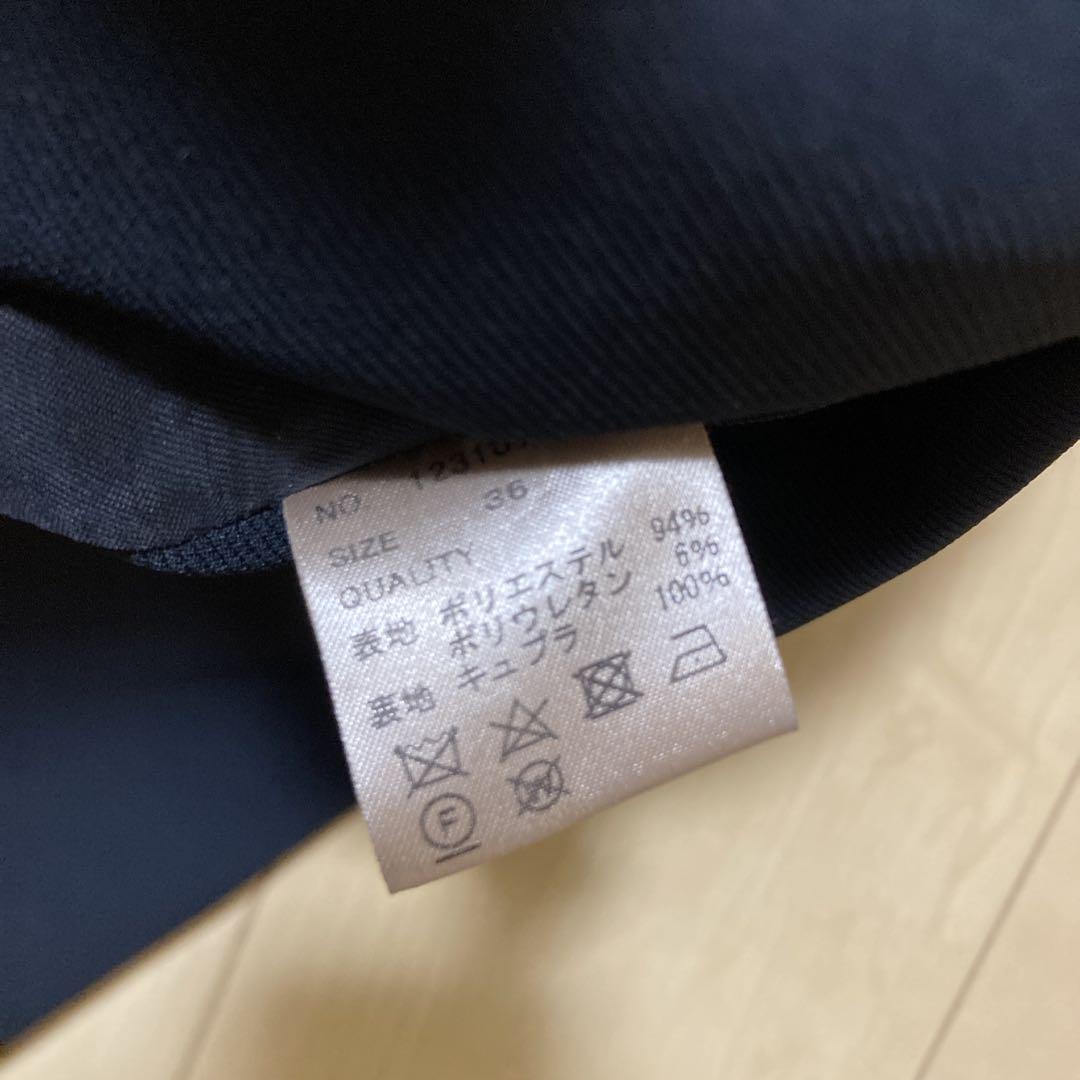 NO.
SIZE 36
QUALITY
表地 ポリエステル 94%
ポリウレタン 6%
裏地 キュプラ 100%
F